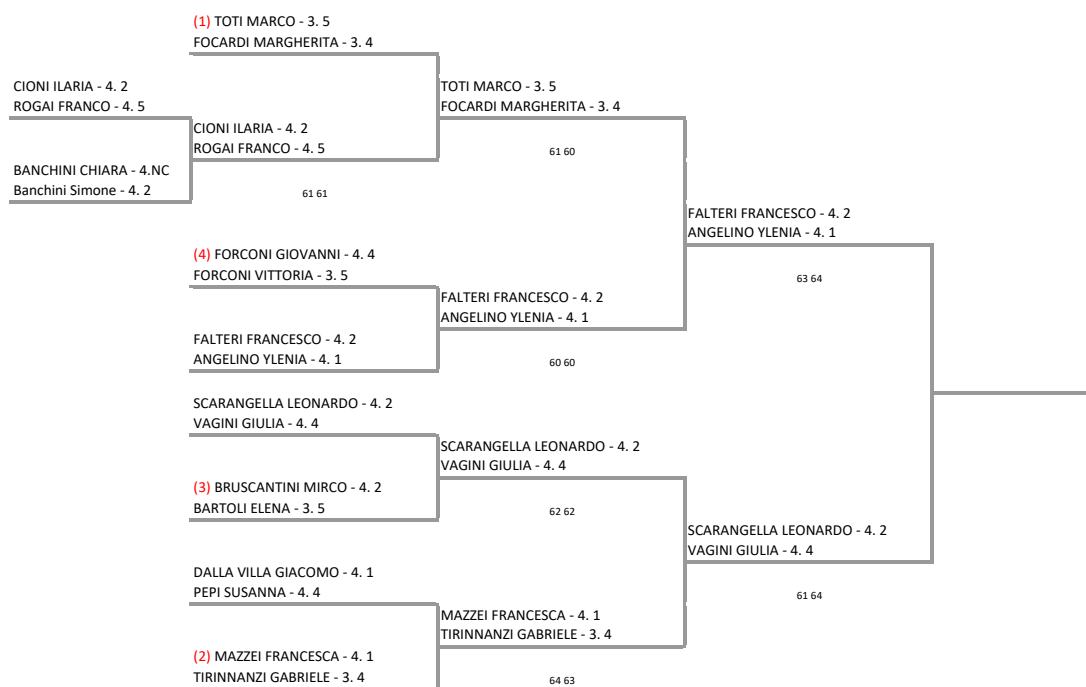 (1) TOTI MARCO - 3. 5
FOCARDI MARGHERITA - 3. 4
CIONI ILARIA - 4. 2
ROGAI FRANCO - 4. 5
TOTI MARCO - 3. 5
FOCARDI MARGHERITA - 3. 4
CIONI ILARIA - 4. 2
ROGAI FRANCO - 4. 5
61 60
BANCHINI CHIARA - 4.NC
Banchini Simone - 4. 2
61 61
FALTERI FRANCESCO - 4. 2
ANGELINO YLENIA - 4. 1
(4) FORCONI GIOVANNI - 4. 4
FORCONI VITTORIA - 3. 5
63 64
FALTERI FRANCESCO - 4. 2
ANGELINO YLENIA - 4. 1
FALTERI FRANCESCO - 4. 2
ANGELINO YLENIA - 4. 1
60 60
SCARANGELLA LEONARDO - 4. 2
VAGINI GIULIA - 4. 4
SCARANGELLA LEONARDO - 4. 2
VAGINI GIULIA - 4. 4
(3) BRUSCANTINI MIRCO - 4. 2
BARTOLI ELENA - 3. 5
62 62
SCARANGELLA LEONARDO - 4. 2
VAGINI GIULIA - 4. 4
DALLA VILLA GIACOMO - 4. 1
PEPI SUSANNA - 4. 4
61 64
MAZZEI FRANCESCA - 4. 1
TIRINNANZI GABRIELE - 3. 4
(2) MAZZEI FRANCESCA - 4. 1
TIRINNANZI GABRIELE - 3. 4
64 63